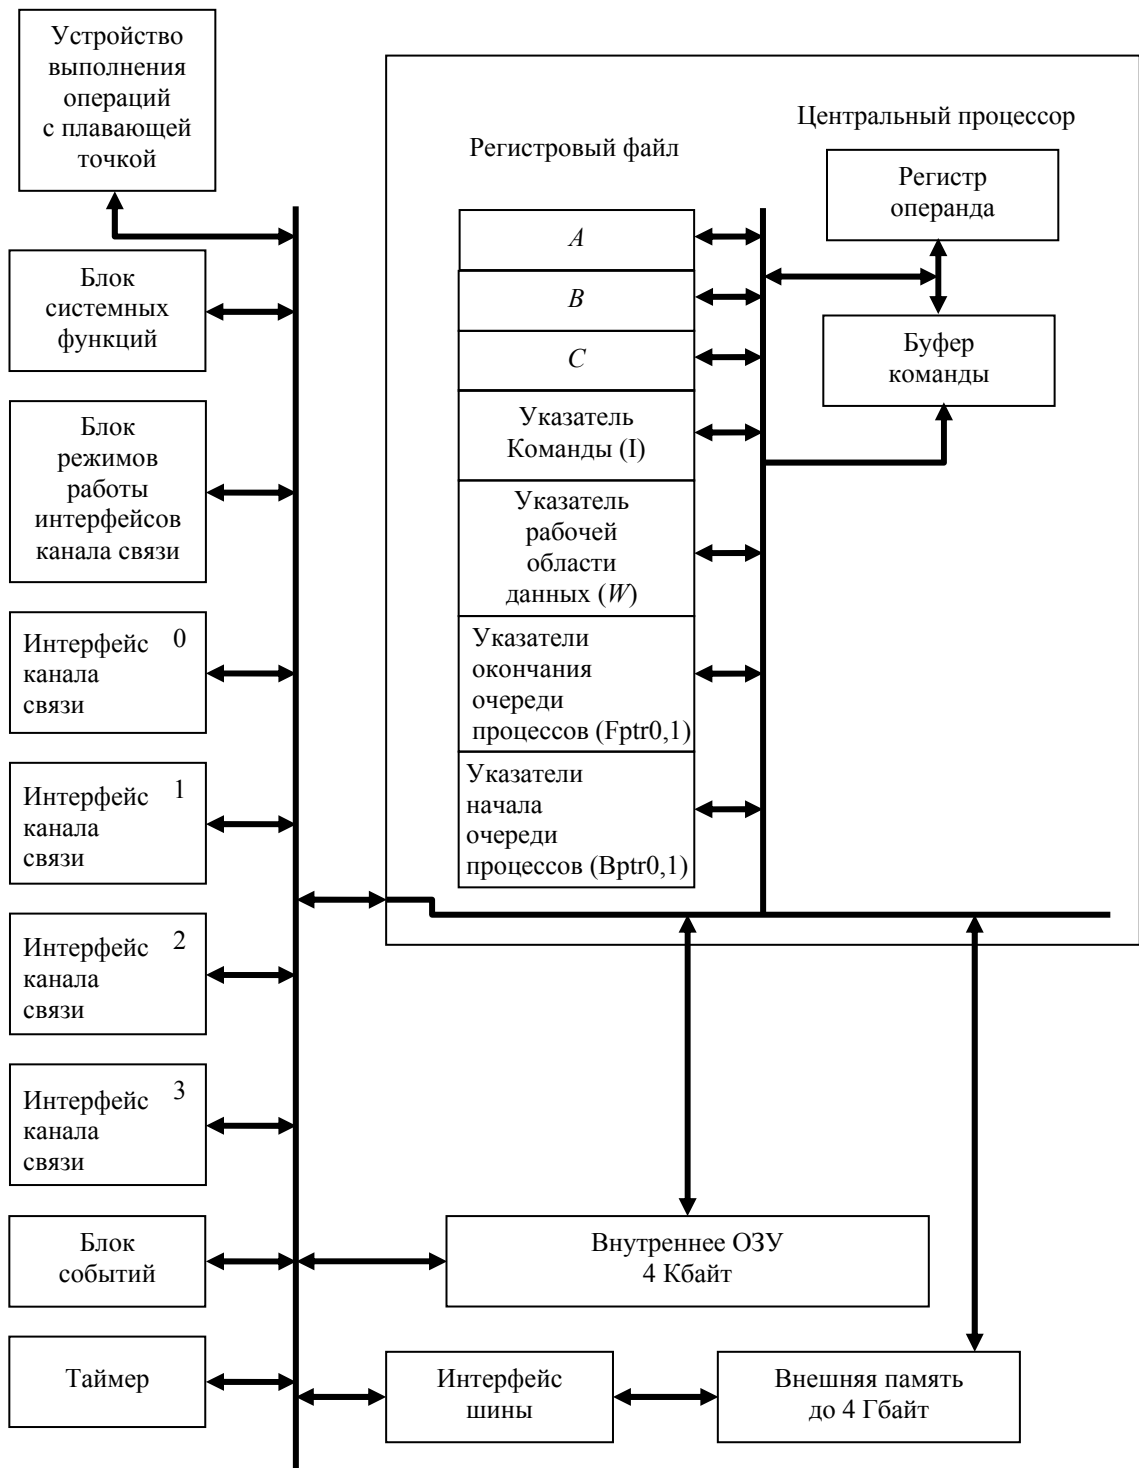 Устройство
выполнения
операций
с плавающей
точкой
Блок
системных
функций
Блок
режимов
работы
интерфейсов
канала связи
Интерфейс 0
канала
связи
Интерфейс 1
канала
связи
Интерфейс 2
канала
связи
Интерфейс 3
канала
связи
Блок
событий
Таймер
Регистровый файл
A
B
C
Указатель
Команды (I)
Указатель
рабочей
области
данных (W)
Указатели
окончания
очереди
процессов (Fptr0,1)
Указатели
начала
очереди
процессов (Bptr0,1)
Центральный процессор
Регистр
операнда
Буфер
команды
Внутреннее ОЗУ
4 Кбайт
Интерфейс
шины
Внешняя память
до 4 Гбайт